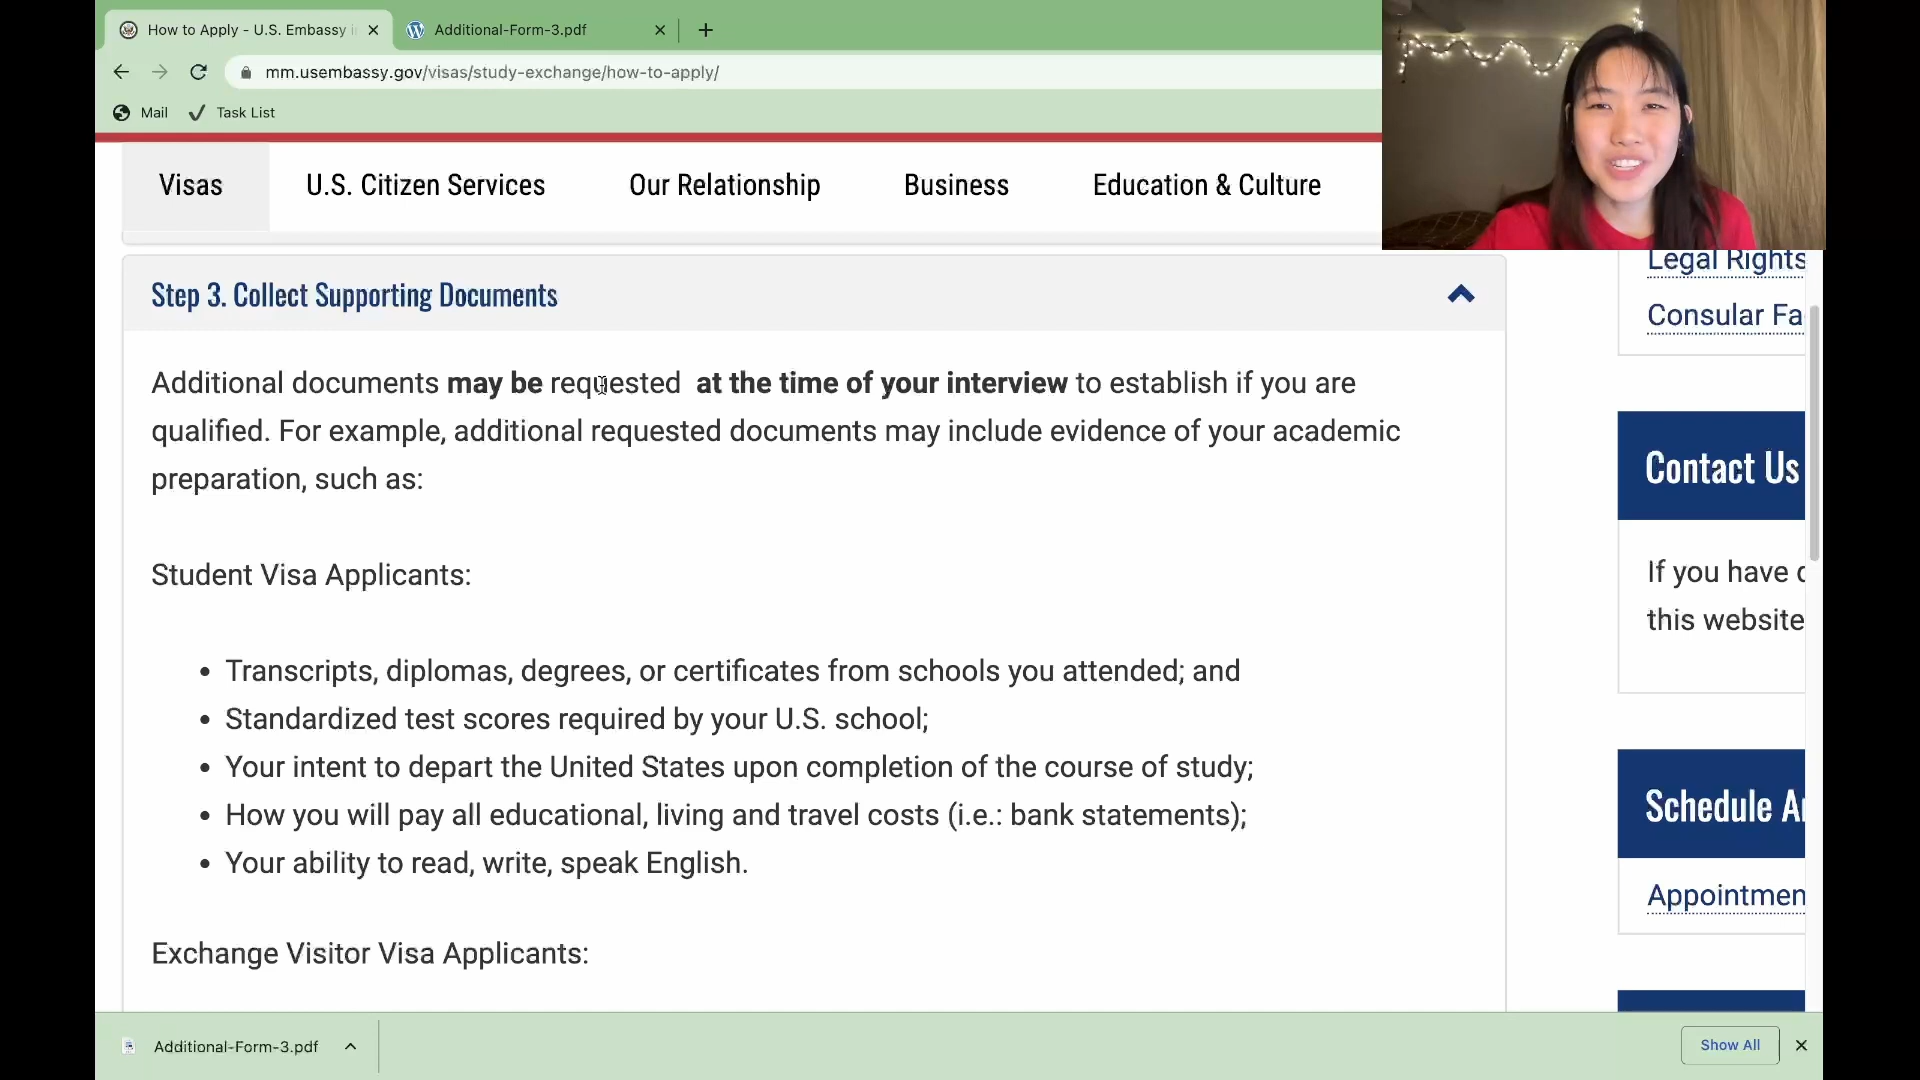 How to Apply - U.S. Embassy i
Additional-Form-3.pdf
mm.usembassy.gov/visas/study-exchange/how-to-apply/
Mail
Task List
Visas
U.S. Citizen Services
Our Relationship
Business
Education & Culture
Step 3. Collect Supporting Documents
Additional documents may be requested at the time of your interview to establish if you are
qualified. For example, additional requested documents may include evidence of your academic
preparation, such as:
Student Visa Applicants:
• Transcripts, diplomas, degrees, or certificates from schools you attended; and
• Standardized test scores required by your U.S. school;
• Your intent to depart the United States upon completion of the course of study;
• How you will pay all educational, living and travel costs (i.e.: bank statements);
• Your ability to read, write, speak English.
Exchange Visitor Visa Applicants:
Legal Rights
Consular Fa
Contact Us
If you have
this website
Schedule A
Appointmen
Additional-Form-3.pdf
Show All